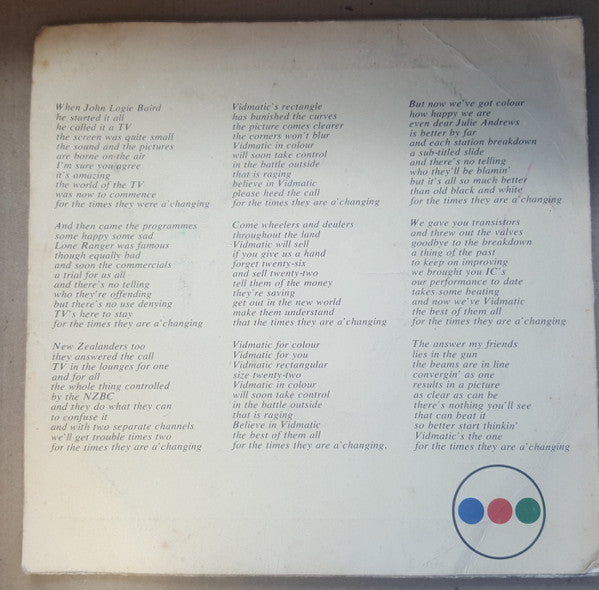 When John Logie Baird
he started it all
he called it a TV
the screen was quite small
the sound and the pictures
are borne on the air
I'm sure you agree
it's amazing
the world of the TV
was now to commence
for the times they were a'changing
And then came the programmes
some happy some sad
Lone Ranger was famous
though equally bad
and soon the commercials
a trial for us all
and there's no telling
who they're offending
but there's no use denying
TV's here to stay
for the times they are a'changing
New Zealanders too
they answered the call
TV in the lounges for one
and for all
the whole thing controlled
by the NZBC
and they do what they can
to confuse it
and with two separate channels
we'll get trouble times two
for the times they are a'changing
Vidmatic's rectangle
has banished the curves
the picture comes clearer
the corners won't blur
Vidmatic in colour
will soon take control
in the battle outside
that is raging
believe in Vidmatic
please heed the call
for the times they are a'changing
Come wheelers and dealers
throughout the land
Vidmatic will sell
if you give us a hand
forget twenty-six
and sell twenty-two
tell them of the money
they're saving
get out in the new world
make them understand
that the times they are a'changing
Vidmatic for colour
Vidmatic for you
Vidmatic rectangular
size twenty-two
Vidmatic in colour
will soon take control
in the battle outside
that is raging
Believe in Vidmatic
the best of them all
for the times they are a'changing.
But now we've got colour
how happy we are
even dear Julie Andrews
is better by far
and each station breakdown
a sub-titled slide
and there's no telling
who they'll be blamin'
but it's all so much better
than old black and white
for the times they are a'changing
We gave you transistors
and threw out the valves
goodbye to the breakdown
a thing of the past
to keep on improving
we brought you IC's
our performance to date
takes some beating
and now we've Vidmatic
the best of them all
for the times they are a'changing
The answer my friends
lies in the gun
the beams are in line
convergin' as one
results in a picture
as clear as can be
there's nothing you'll see
that can beat it
so better start thinkin'
Vidmatic's the one
for the times they are a'changing